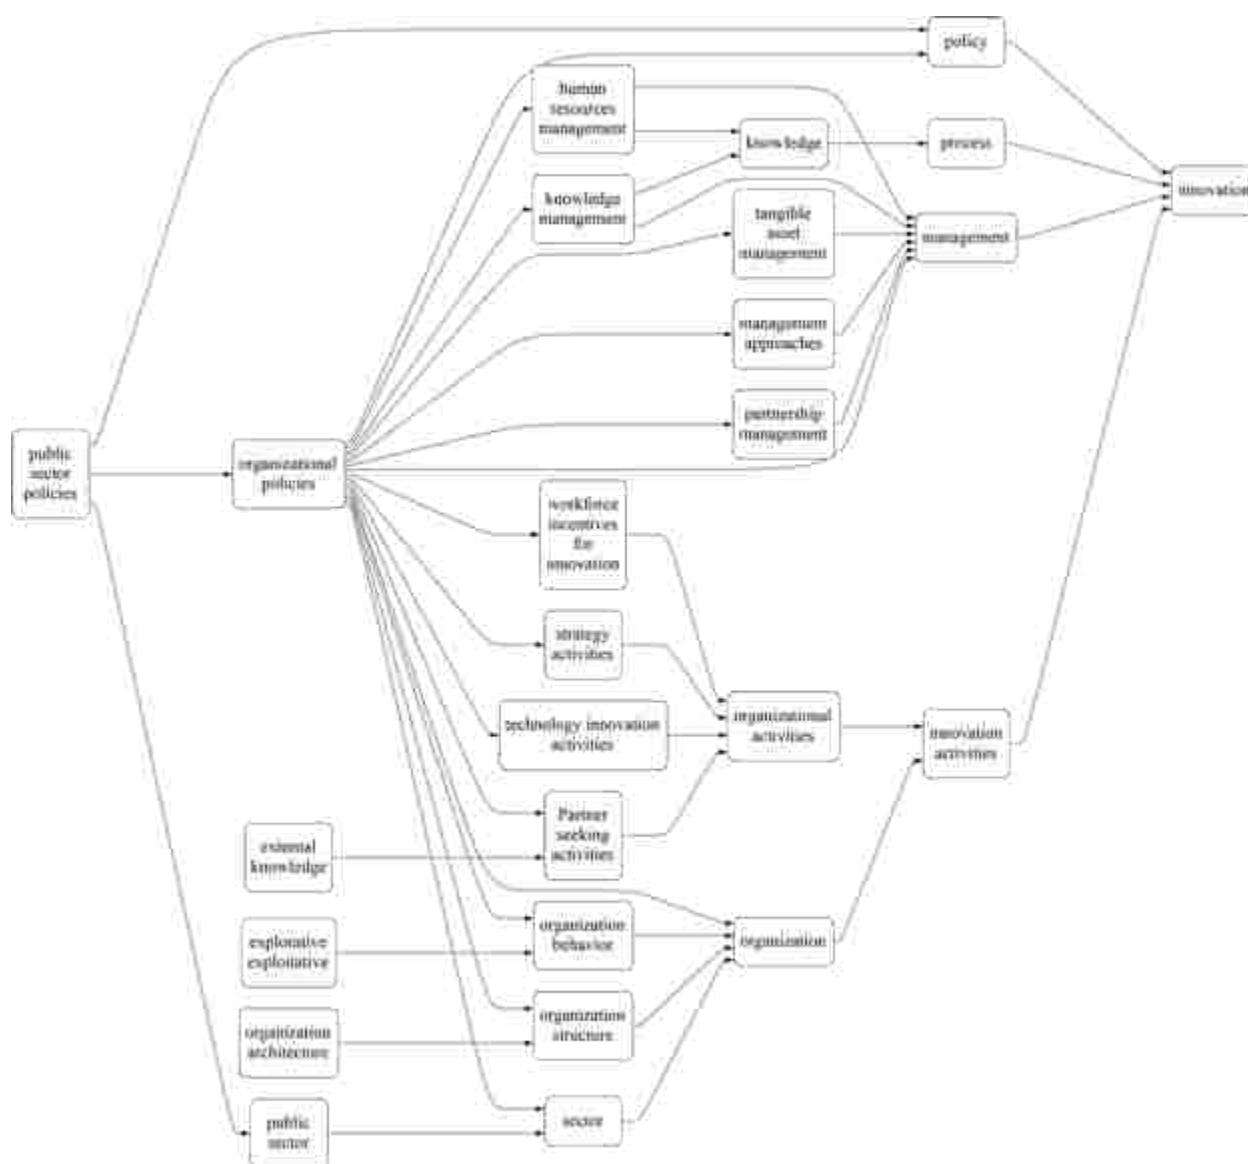 policy
human
resources
management
knowledge
process
innovation
knowledge
management
tangible
asset
management
management
management
approaches
partnership
management
public
sector
policies
organizational
policies
workforce
incentives
for
innovation
strategy
activities
technology innovation
activities
organizational
activities
innovation
activities
Partner
seeking
activities
external
knowledge
organization
behavior
organization
explorative
exploitative
organization
structure
organization
architecture
public
sector
sector